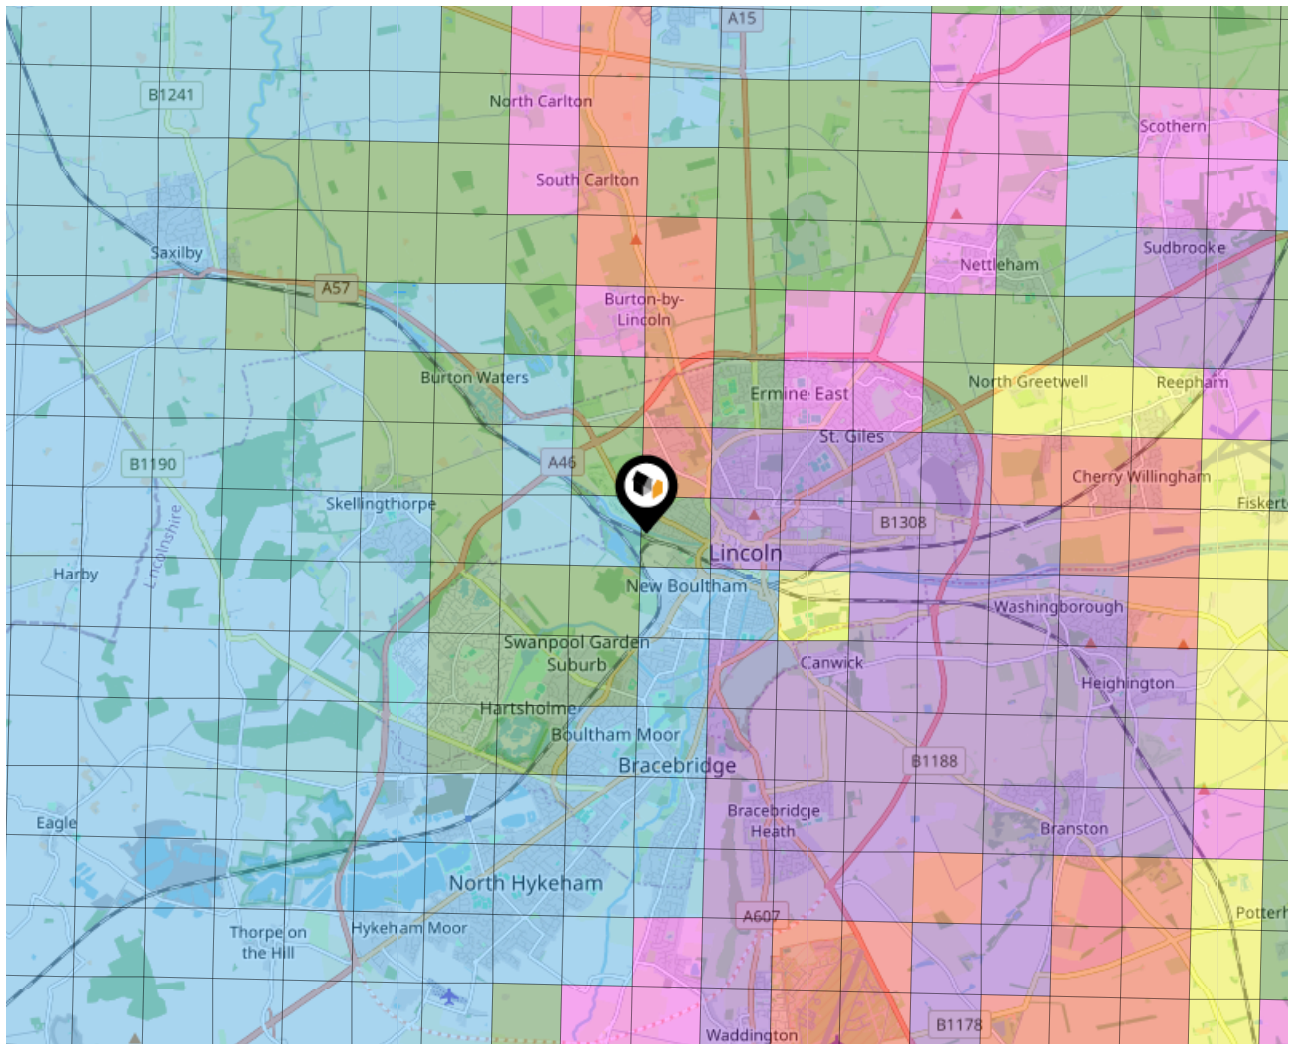 A15
B1241
North Carlton
Scothern
South Carlton
Saxilby
Sudbrooke
Nettleham
A57
Burton-by-
Lincoln
Burton Waters
North Greetwell
Reepham
Ermine East
St. Giles
B1190
A46
Cherry Willingham
Skellingthorpe
Fiskert
B1308
Lincolnshire
Lincoln
Harby
New Boultham
Washingborough
Swanpool Garden
Suburb
Canwick
Heighington
Hartsholme
Boultham Moor
Bracebridge
B1188
Bracebridge
Heath
Eagle
Branston
North Hykeham
A607
Potterh
Thorpe on
the Hill
Hykeham Moor
B1178
Waddington